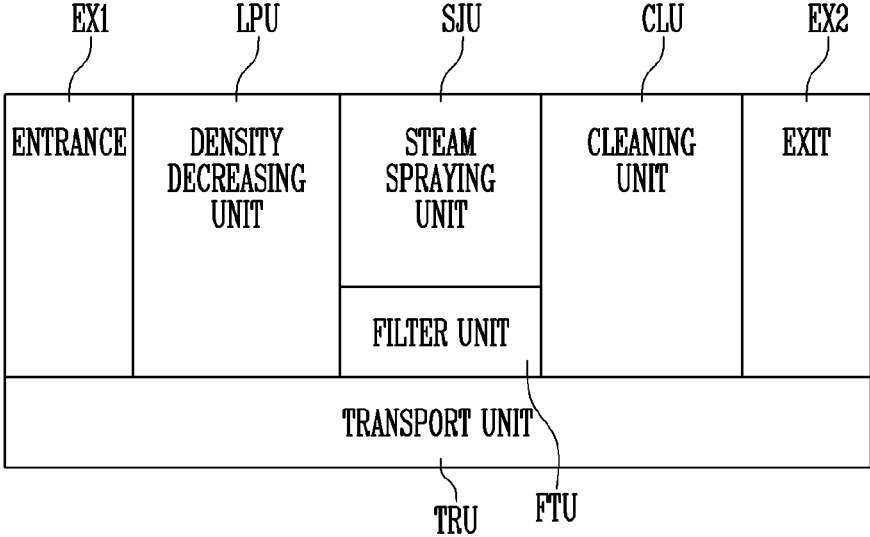 EX1
LPU
SJU
CLU
EX2
ENTRANCE
DENSITY
DECREASING
UNIT
STEAM
SPRAYING
UNIT
CLEANING
UNIT
EXIT
FILTER UNIT
TRANSPORT UNIT
TRU
FTU